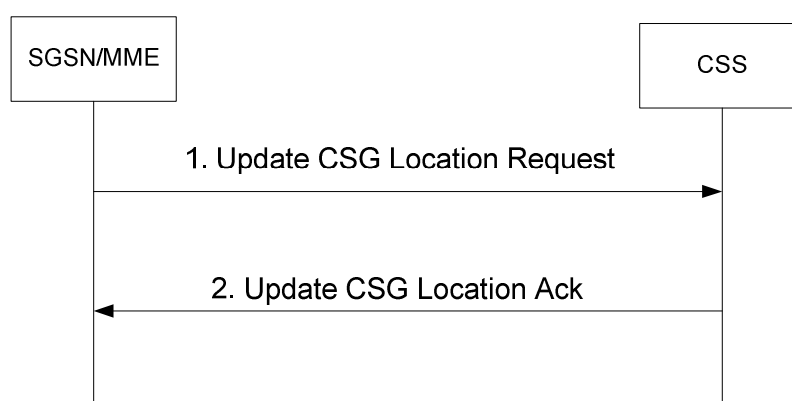 SGSN/MME
CSS
1. Update CSG Location Request
2. Update CSG Location Ack